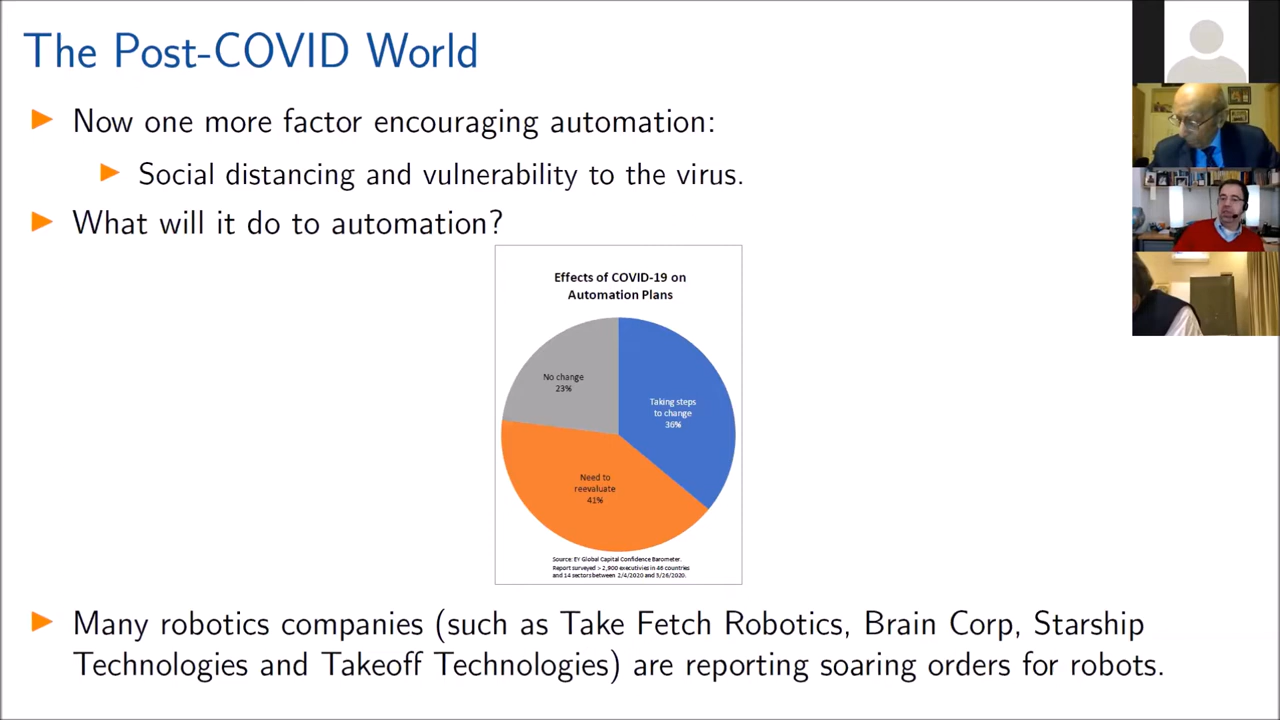 The Post-COVID World
Now one more factor encouraging automation:
Social distancing and vulnerability to the virus.
What will it do to automation?
Effects of COVID-19 on
Automation Plans
No change
23%
Taking steps
to change
36%
Need to
reevaluate
41%
Source: EY Global Capital Confidence Barometer.
Report surveyed > 2,900 executives in 46 countries
and 14 sectors between 2/4/2020 and 3/26/2020.
Many robotics companies (such as Take Fetch Robotics, Brain Corp, Starship
Technologies and Takeoff Technologies) are reporting soaring orders for robots.